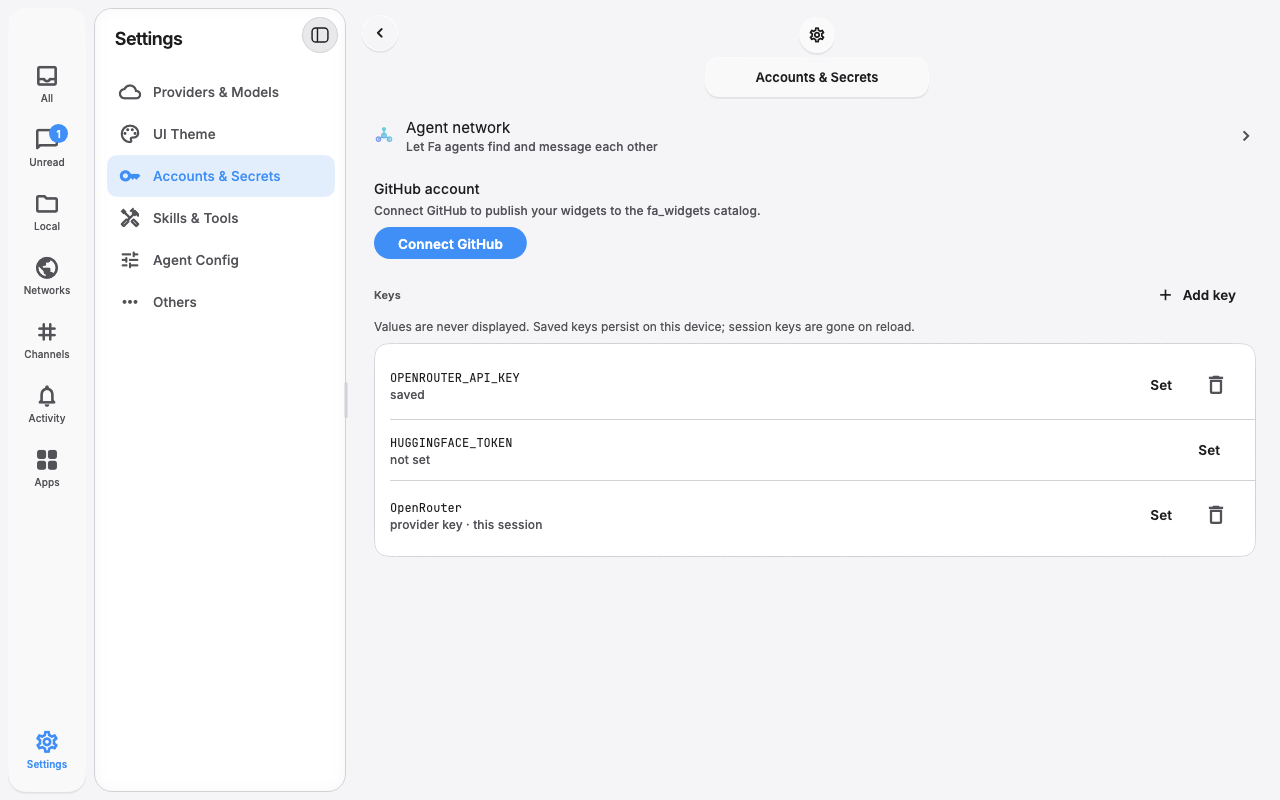 All
1
Unread
Local
Networks
Channels
Activity
Apps
Settings
Settings
Providers & Models
UI Theme
Accounts & Secrets
Skills & Tools
Agent Config
Others
Accounts & Secrets
Agent network
Let Fa agents find and message each other
GitHub account
Connect GitHub to publish your widgets to the fa_widgets catalog.
Connect GitHub
Keys
Add key
Values are never displayed. Saved keys persist on this device; session keys are gone on reload.
OPENROUTER_API_KEY
saved
Set
HUGGINGFACE_TOKEN
not set
Set
OpenRouter
provider key · this session
Set